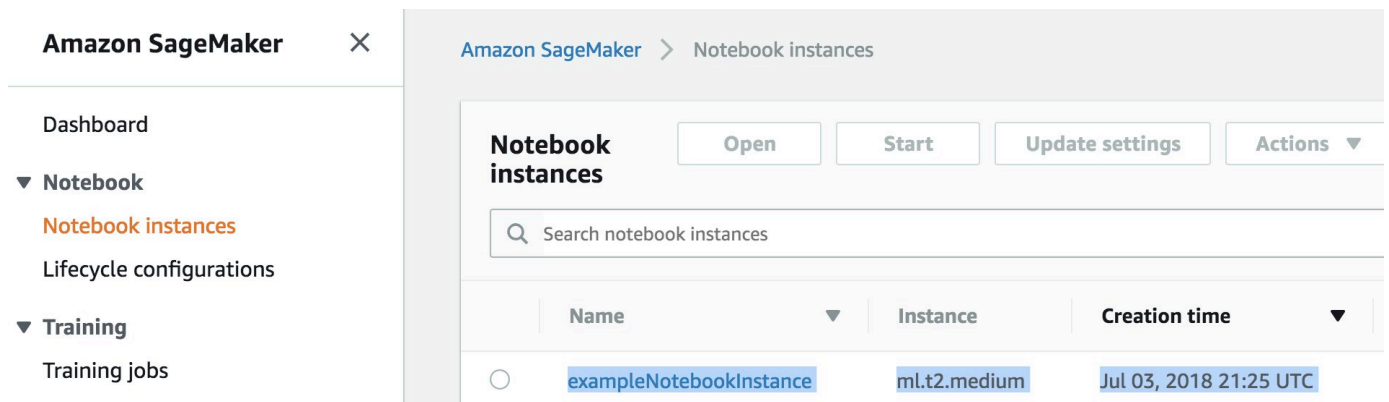 Amazon SageMaker
Dashboard
Notebook
Notebook instances
Lifecycle configurations
Training
Training jobs
Amazon SageMaker > Notebook instances
Notebook
instances
Open Start Update settings Actions
Search notebook instances
Name Instance Creation time
exampleNotebookInstance ml.t2.medium Jul 03, 2018 21:25 UTC